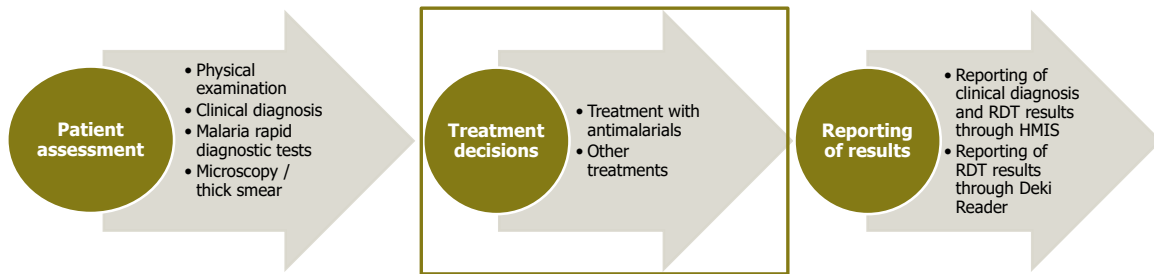 Patient
assessment
• Physical
examination
• Clinical diagnosis
• Malaria rapid
diagnostic tests
• Microscopy /
thick smear
Treatment
decisions
• Treatment with
antimalarials
• Other
treatments
Reporting
of results
• Reporting of
clinical diagnosis
and RDT results
through HMIS
• Reporting of
RDT results
through Deki
Reader